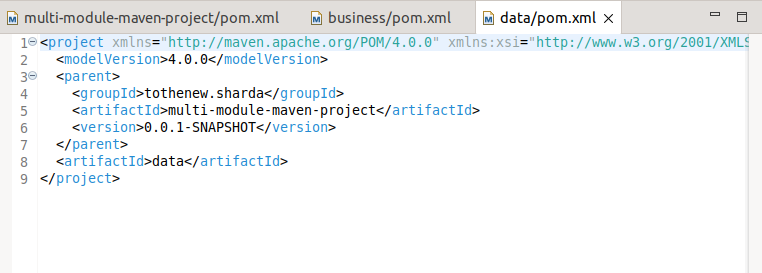 multi-module-maven-project/pom.xml business/pom.xml data/pom.xml
1 <project xmlns="http://maven.apache.org/POM/4.0.0" xmlns:xsi="http://www.w3.org/2001/XMLS
2 <modelVersion>4.0.0</modelVersion>
3 <parent>
4 <groupId>tothenew.sharda</groupId>
5 <artifactId>multi-module-maven-project</artifactId>
6 <version>0.0.1-SNAPSHOT</version>
7 </parent>
8 <artifactId>data</artifactId>
9 </project>